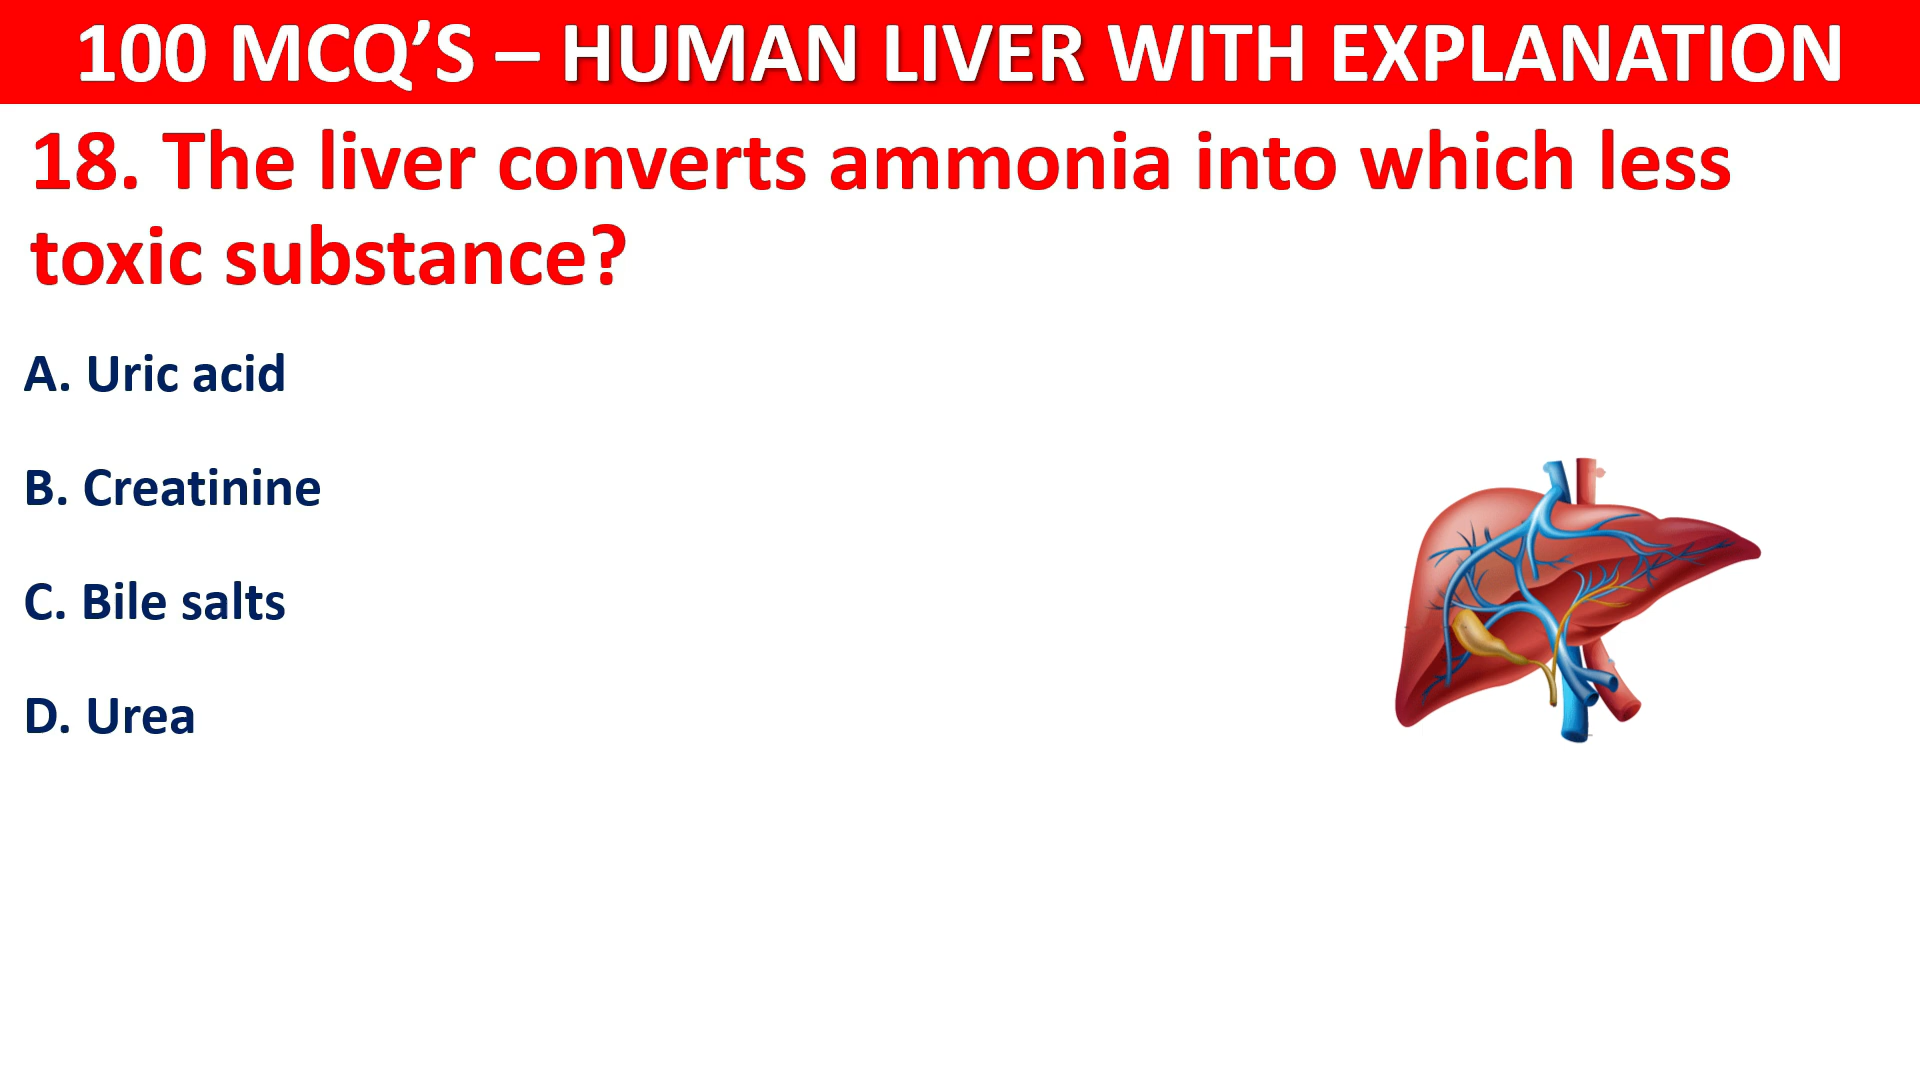 100 MCQ’S – HUMAN LIVER WITH EXPLANATION
18. The liver converts ammonia into which less
toxic substance?
A. Uric acid
B. Creatinine
C. Bile salts
D. Urea